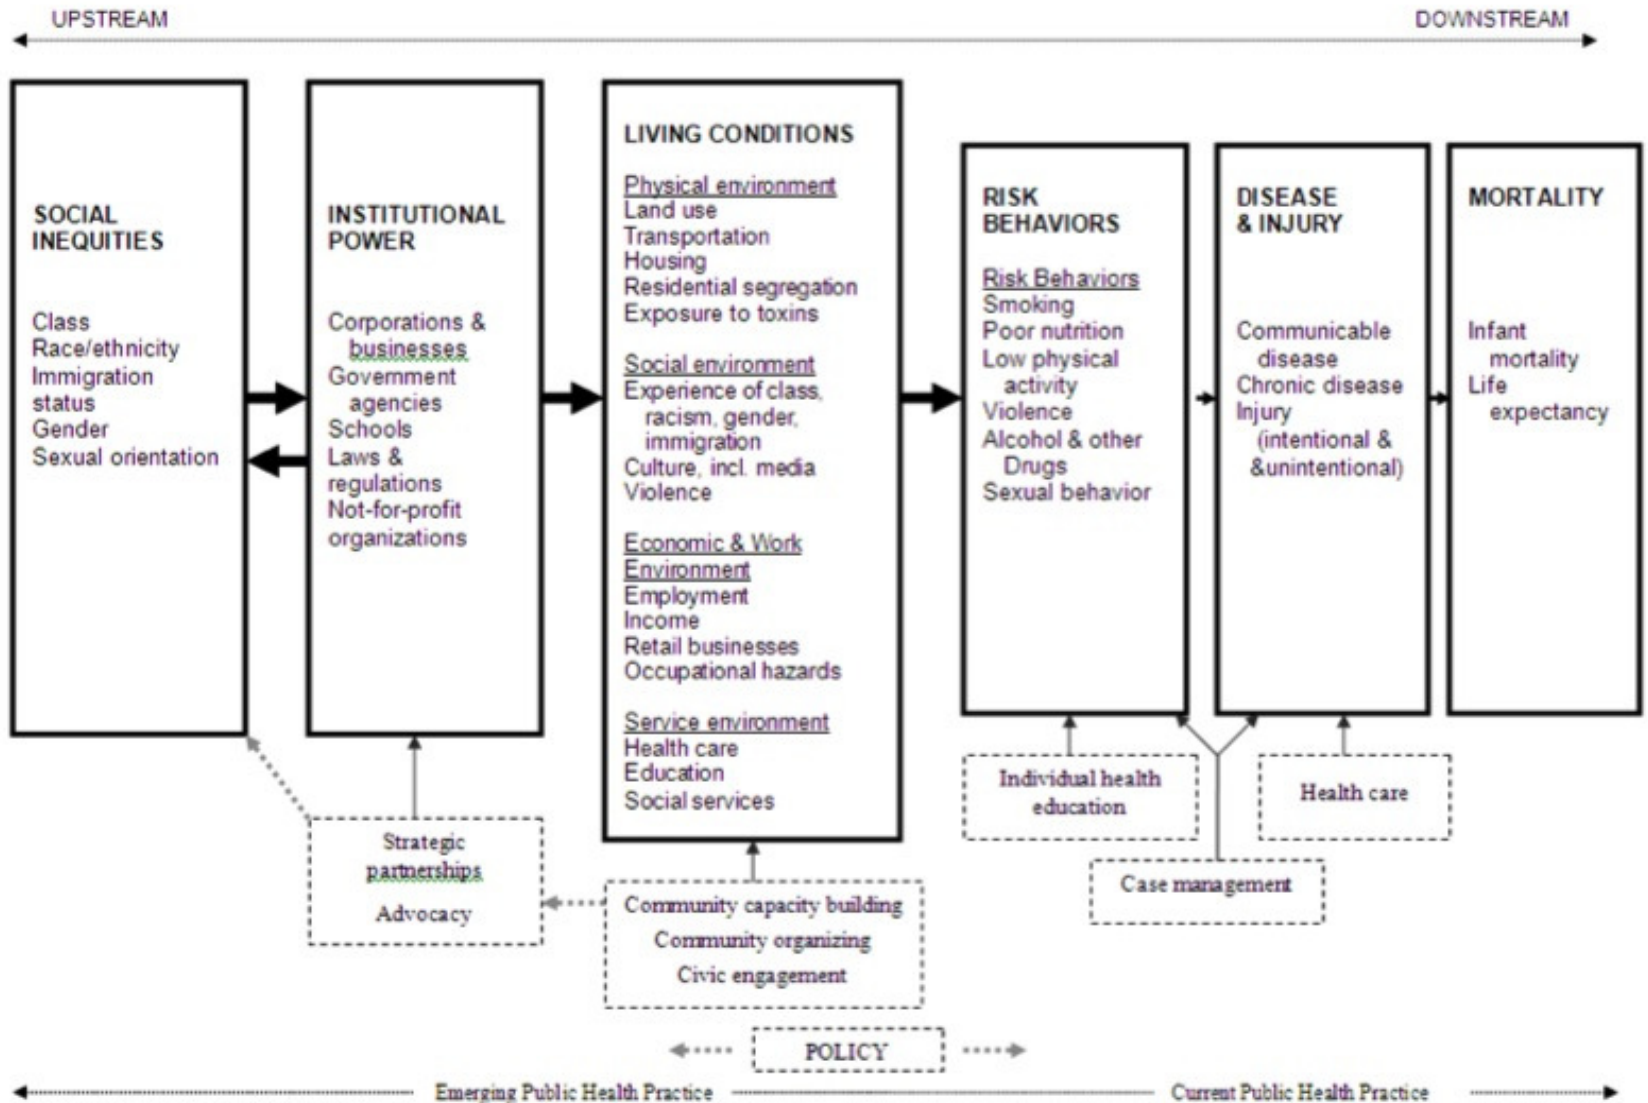 UPSTREAM
DOWNSTREAM
SOCIAL
INEQUITIES
Class
Race/ethnicity
Immigration
status
Gender
Sexual orientation
INSTITUTIONAL
POWER
Corporations &
businesses
Government
agencies
Schools
Laws &
regulations
Not-for-profit
organizations
LIVING CONDITIONS
Physical environment
Land use
Transportation
Housing
Residential segregation
Exposure to toxins
Social environment
Experience of class,
racism, gender,
immigration
Culture, incl. media
Violence
Economic & Work
Environment
Employment
Income
Retail businesses
Occupational hazards
Service environment
Health care
Education
Social services
RISK
BEHAVIORS
Risk Behaviors
Smoking
Poor nutrition
Low physical
activity
Violence
Alcohol & other
Drugs
Sexual behavior
DISEASE
& INJURY
Communicable
disease
Chronic disease
Injury
(intentional &
&unintentional)
MORTALITY
Infant
mortality
Life
expectancy
Strategic
partnerships
Advocacy
Community capacity building
Community organizing
Civic engagement
Individual health
education
Case management
Health care
POLICY
Emerging Public Health Practice
Current Public Health Practice